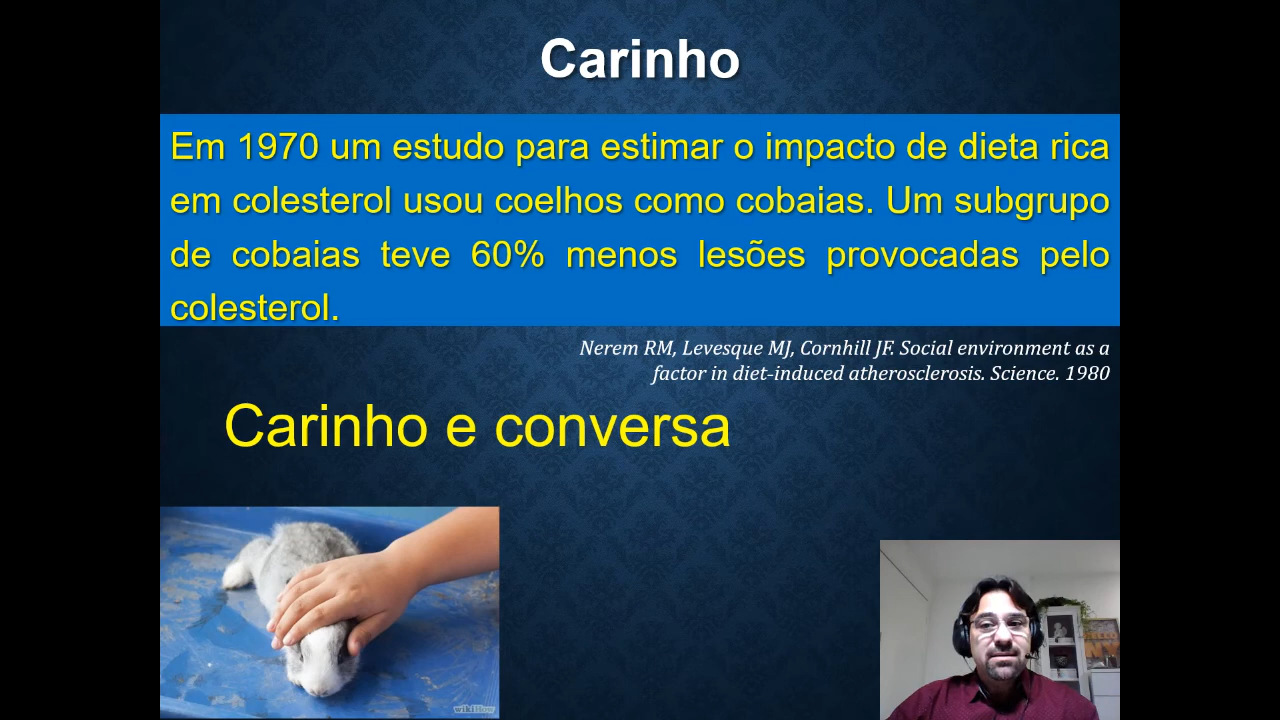 Carinho
Em 1970 um estudo para estimar o impacto de dieta rica
em colesterol usou coelhos como cobaias. Um subgrupo
de cobaias teve 60% menos lesões provocadas pelo
colesterol.
Nerem RM, Levesque MJ, Cornhill JF. Social environment as a
factor in diet-induced atherosclerosis. Science. 1980
Carinho e conversa
wikiHow